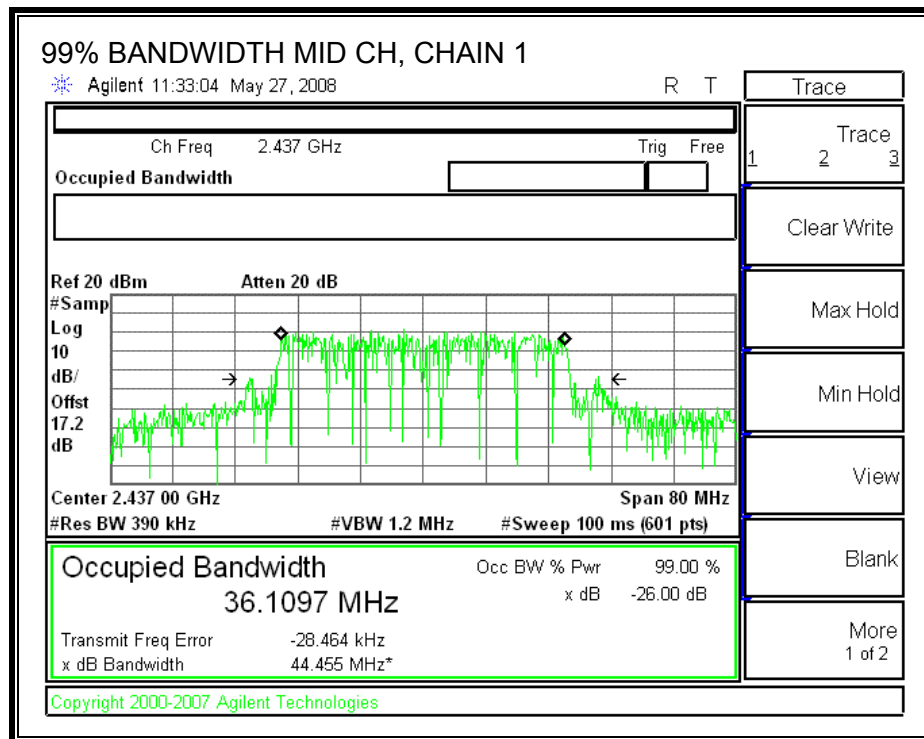 99% BANDWIDTH MID CH, CHAIN 1
Agilent 11:33:04 May 27, 2008 R T
Trace
Ch Freq 2.437 GHz Trig Free
Occupied Bandwidth
Trace
1 2 3
Clear Write
Max Hold
Min Hold
View
Blank
More
1 of 2
Ref 20 dBm Atten 20 dB
#Samp
Log
10
dB/
Offst
17.2
dB
Center 2.437 00 GHz Span 80 MHz
#Res BW 390 kHz #VBW 1.2 MHz #Sweep 100 ms (601 pts)
Occupied Bandwidth Occ BW % Pwr 99.00 %
36.1097 MHz x dB -26.00 dB
Transmit Freq Error -28.464 kHz
x dB Bandwidth 44.455 MHz*
Copyright 2000-2007 Agilent Technologies